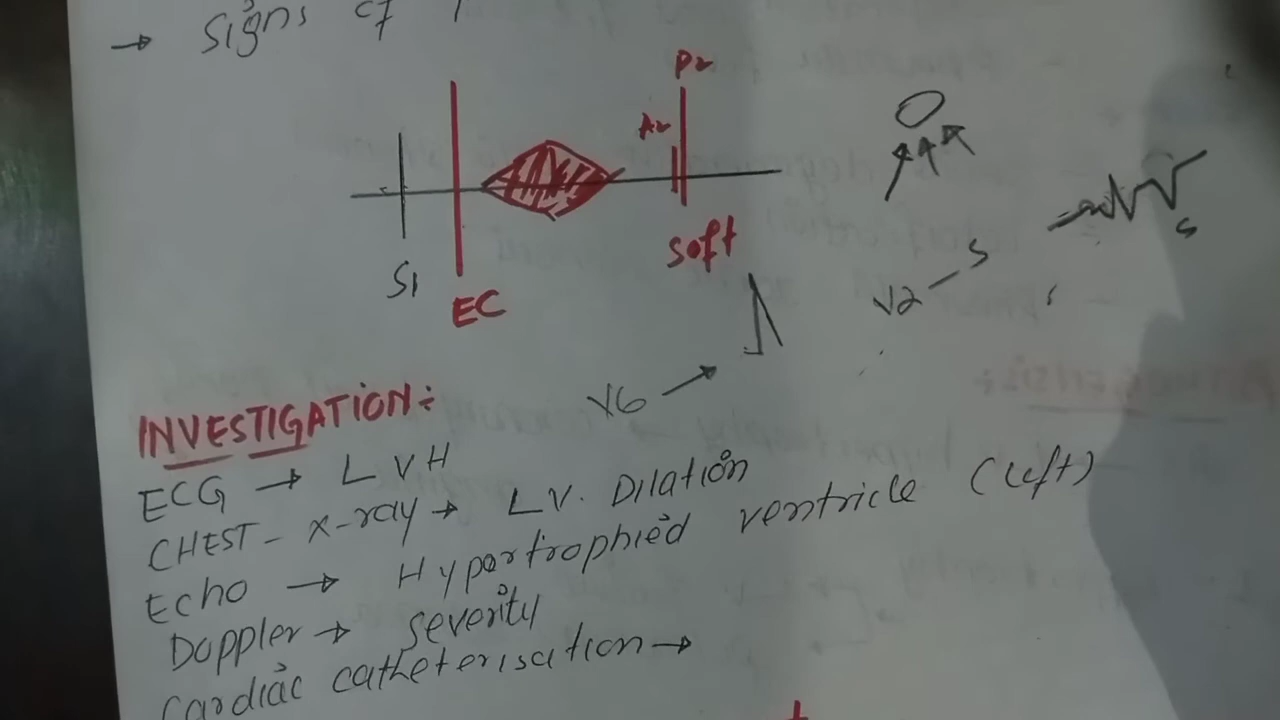 → Signs of
P2
A2
S1
EC
Soft
V2 – S
S
V6 →
INVESTIGATION:
ECG → LVH
CHEST - X-ray → L V. Dilation
Echo → Hypertrophied ventricle (Left)
Doppler → severity
Cardiac catheterisation →